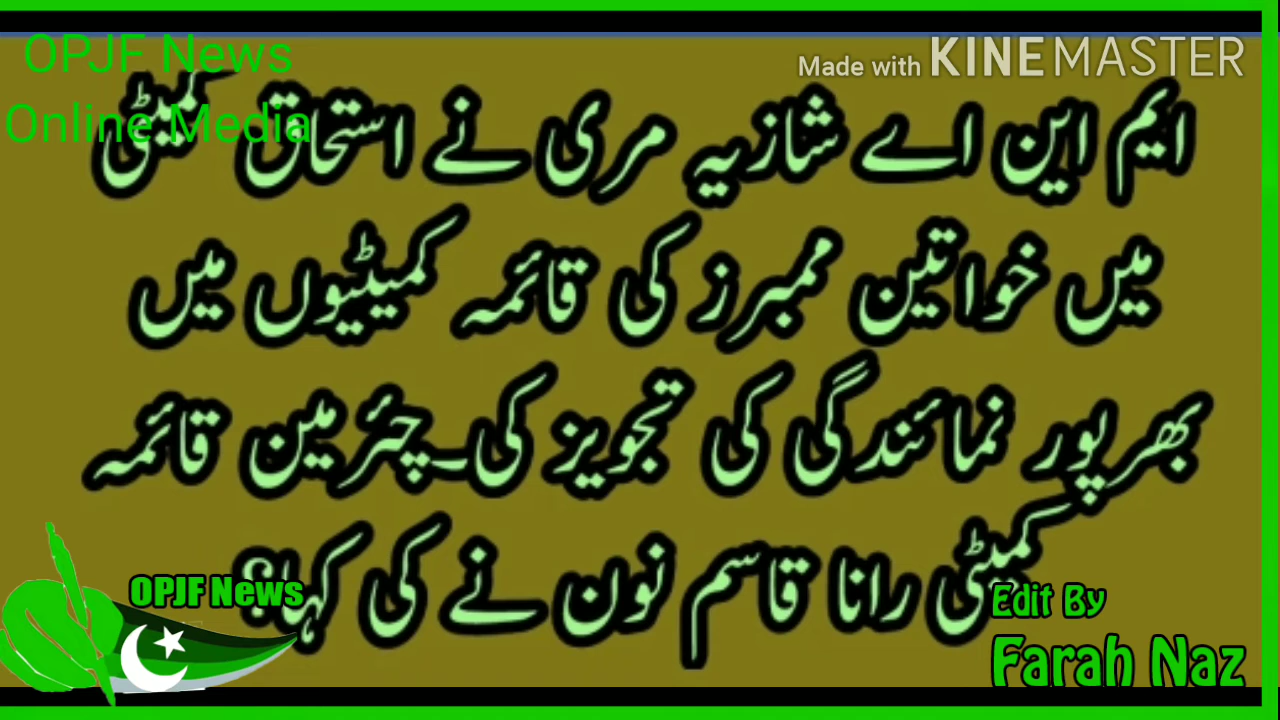 OPJF News
Online Media
Made with KINEMASTER
ایم این اے شازیہ مری نے استحاق کمیٹی
میں خواتین ممبرز کی قائمہ کمیٹیوں میں
بھرپور نمائندگی کی تجویز کی۔چئرمین قائمہ
کمیٹی رانا قاسم نون نے کی کہا؟
OPJF News
Edit By
Farah Naz